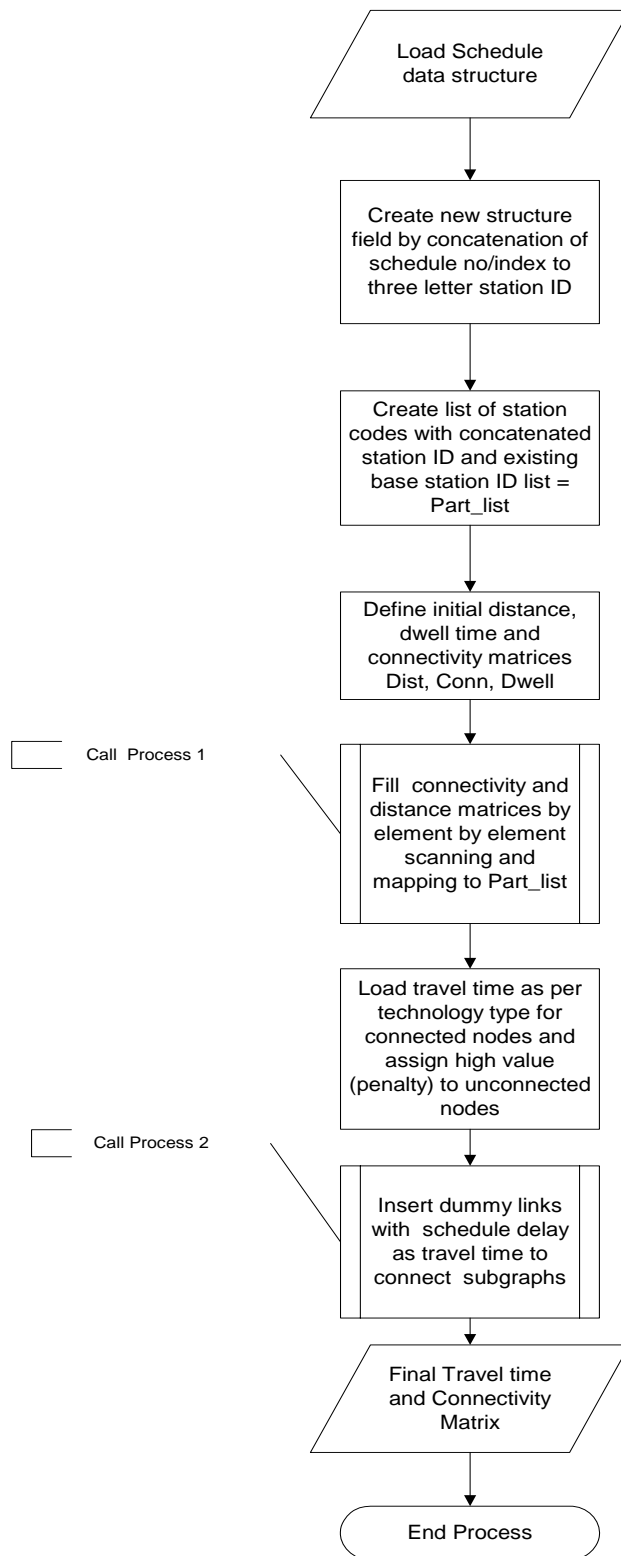 Load Schedule
data structure
Create new structure
field by concatenation of
schedule no/index to
three letter station ID
Create list of station
codes with concatenated
station ID and existing
base station ID list =
Part_list
Define initial distance,
dwell time and
connectivity matrices
Dist, Conn, Dwell
Call Process 1
Fill connectivity and
distance matrices by
element by element
scanning and
mapping to Part_list
Load travel time as per
technology type for
connected nodes and
assign high value
(penalty) to unconnected
nodes
Call Process 2
Insert dummy links
with schedule delay
as travel time to
connect subgraphs
Final Travel time
and Connectivity
Matrix
End Process